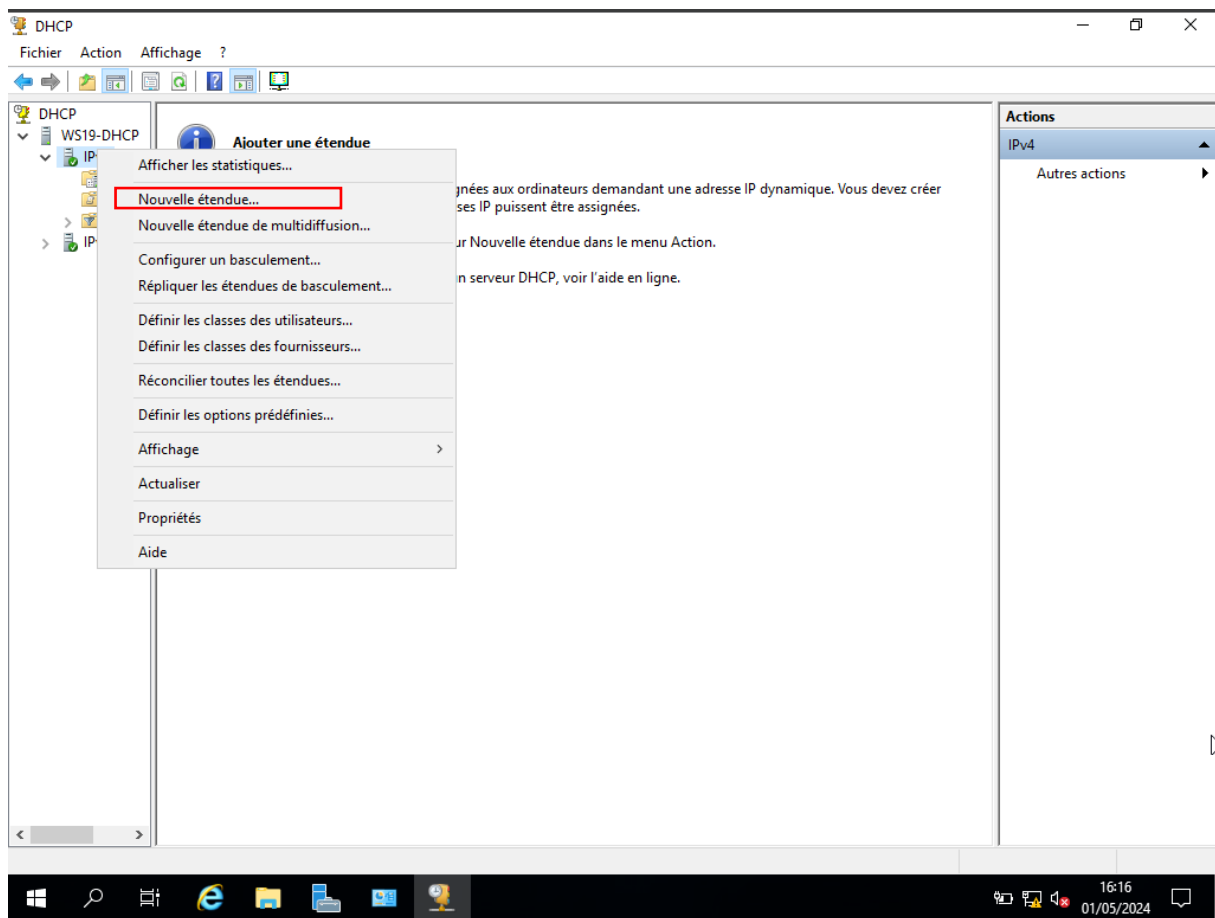 DHCP
Fichier Action Affichage ?
DHCP
WS19-DHCP
IP
IP
Ajouter une étendue
gnées aux ordinateurs demandant une adresse IP dynamique. Vous devez créer
ses IP puissent être assignées.
ur Nouvelle étendue dans le menu Action.
n serveur DHCP, voir l'aide en ligne.
Afficher les statistiques...
Nouvelle étendue...
Nouvelle étendue de multidiffusion...
Configurer un basculement...
Répliquer les étendues de basculement...
Définir les classes des utilisateurs...
Définir les classes des fournisseurs...
Réconcilier toutes les étendues...
Définir les options prédéfinies...
Affichage
Actualiser
Propriétés
Aide
Actions
IPv4
Autres actions
16:16
01/05/2024